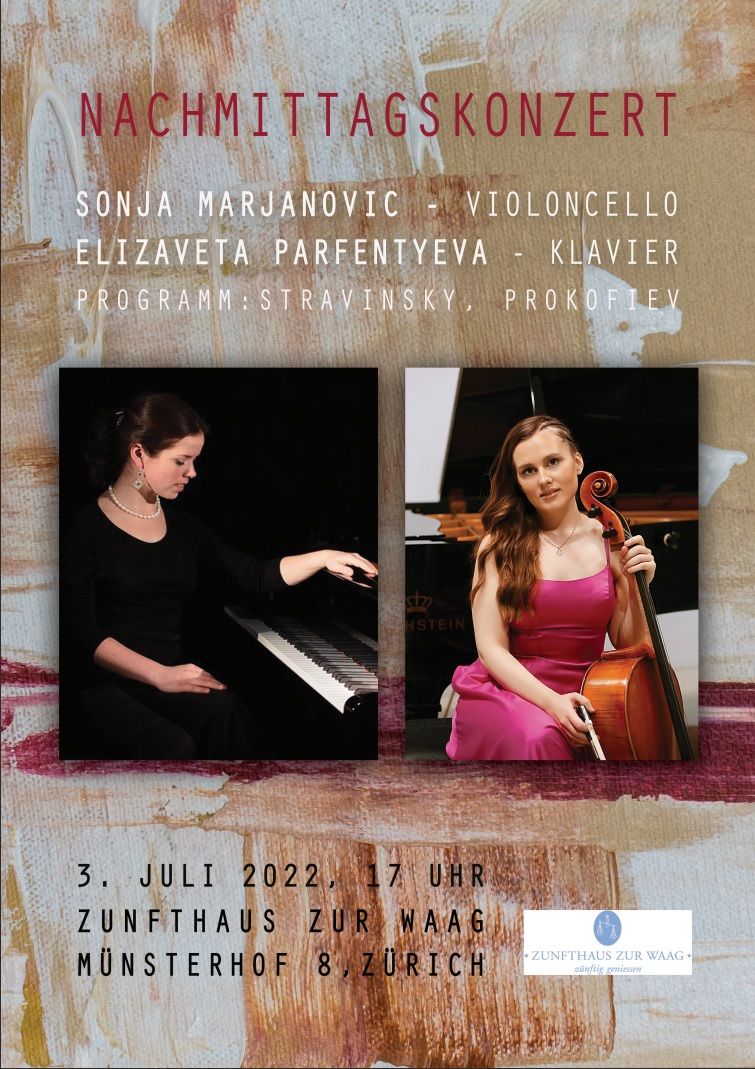 NACHMITTAGSKONZERT
SONJA MARJANOVIC - VIOLONCELLO
ELIZAVETA PARFENTYEVA - KLAVIER
PROGRAMM:STRAVINSKY, PROKOFIEV
HSTEIN
3. JULI 2022, 17 UHR
ZUNFTHAUS ZUR WAAG
MÜNSTERHOF 8,ZÜRICH
* ZUNFTHAUS ZUR WAAG *
zünftig geniessen